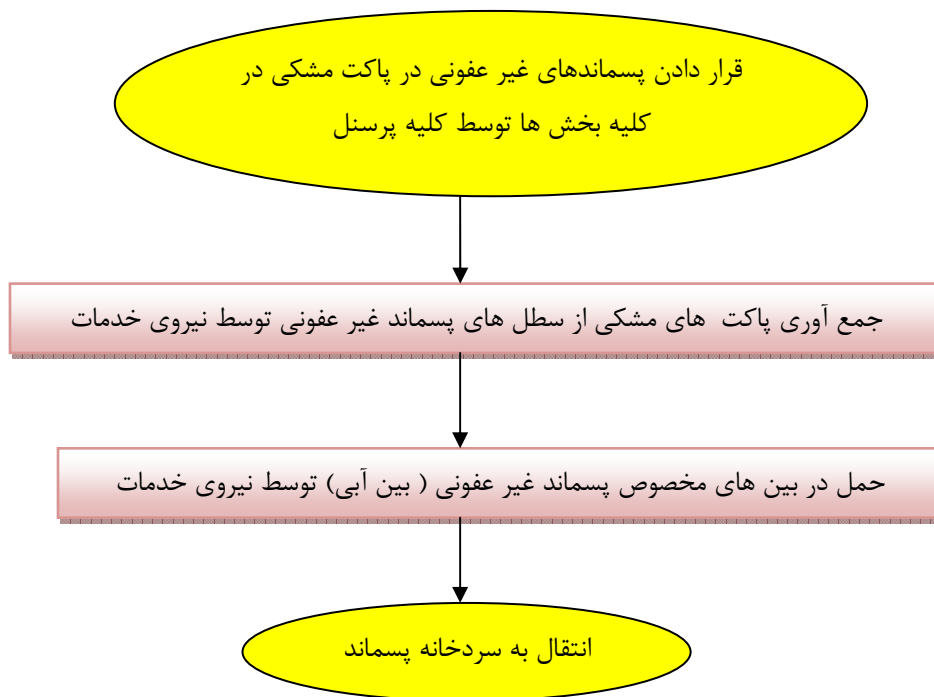 قرار دادن پسماندهای غیر عفونی در پاکت مشکی در
کلیه بخش ها توسط کلیه پرسنل
جمع آوری پاکت های مشکی از سطل های پسماند غیر عفونی توسط نیروی خدمات
حمل در بین های مخصوص پسماند غیر عفونی ( بین آبی) توسط نیروی خدمات
انتقال به سردخانه پسماند